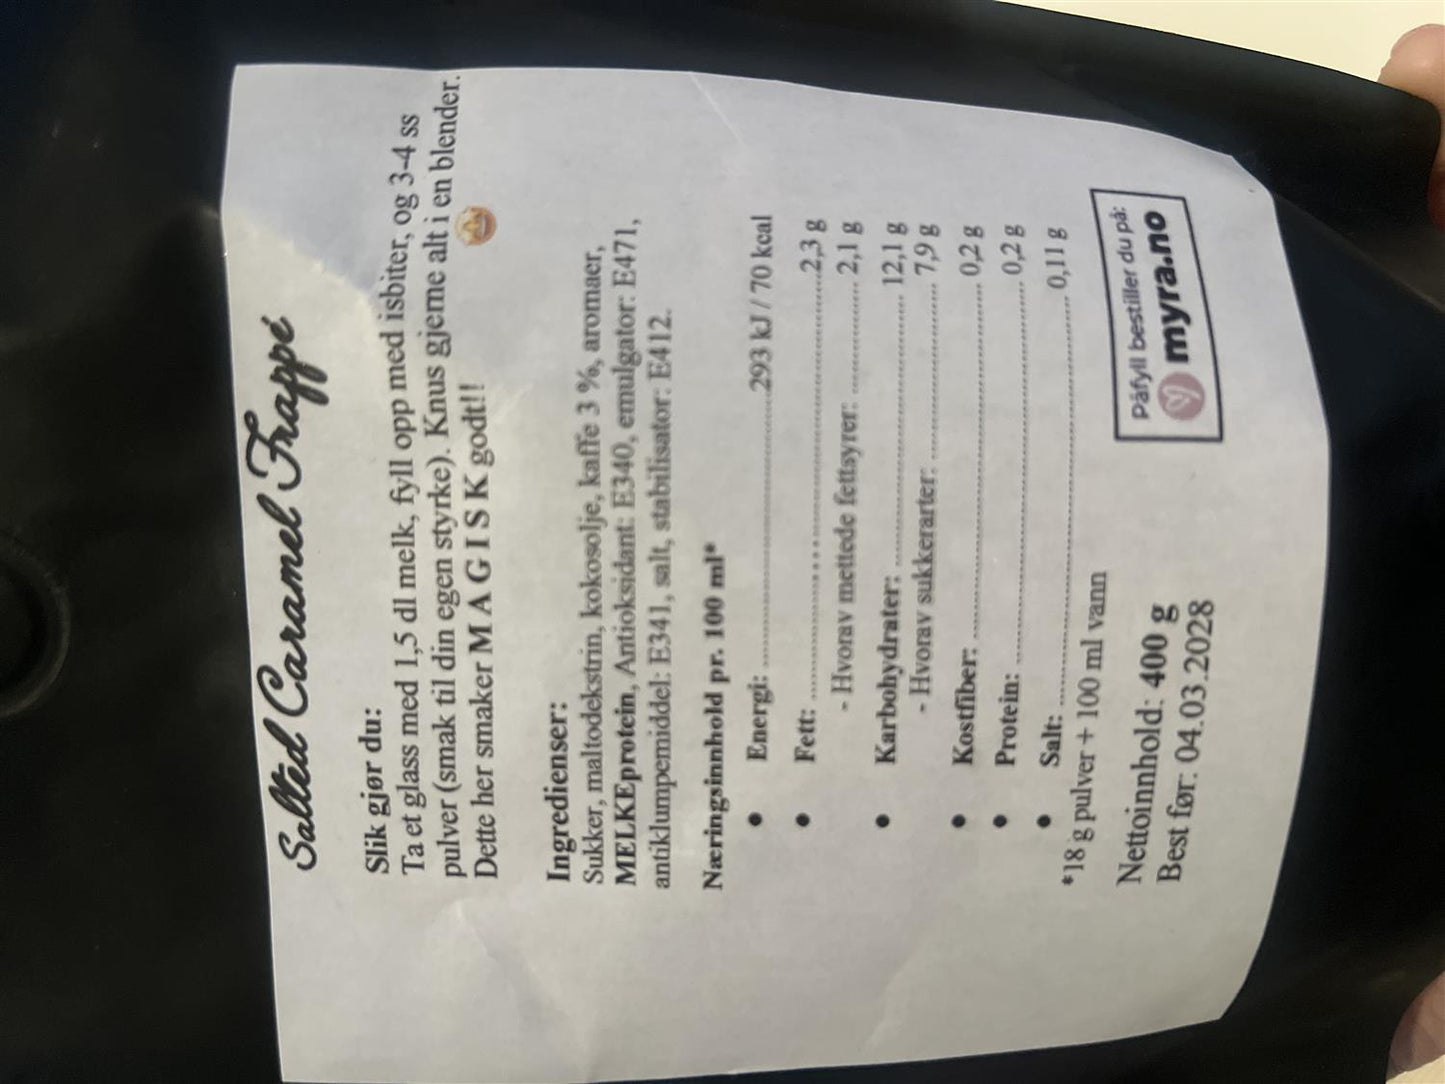 Salted Caramel Frappé
Slik gjør du:
Ta et glass med 1,5 dl melk, fyll opp med isbiter, og 3-4 ss
pulver (smak til din egen styrke). Knus gjerne alt i en blender.
Dette her smaker M A G I S K godt!!
Ingredienser:
Sukker, maltodekstrin, kokosolje, kaffe 3 %, aromaer,
MELKEprotein, Antioksidant: E340, emulgator: E471,
antiklumpemiddel: E341, salt, stabilisator: E412.
Næringsinnhold pr. 100 ml*
• Energi: 293 kJ / 70 kcal
• Fett: 2,3 g
- Hvorav mettede fettsyrer: 2,1 g
• Karbohydrater: 12,1 g
- Hvorav sukkerarter: 7,9 g
• Kostfiber: 0,2 g
• Protein: 0,2 g
• Salt: 0,11 g
*18 g pulver + 100 ml vann
Nettoinnhold: 400 g
Best før: 04.03.2028
Påfyll bestiller du på:
myra.no